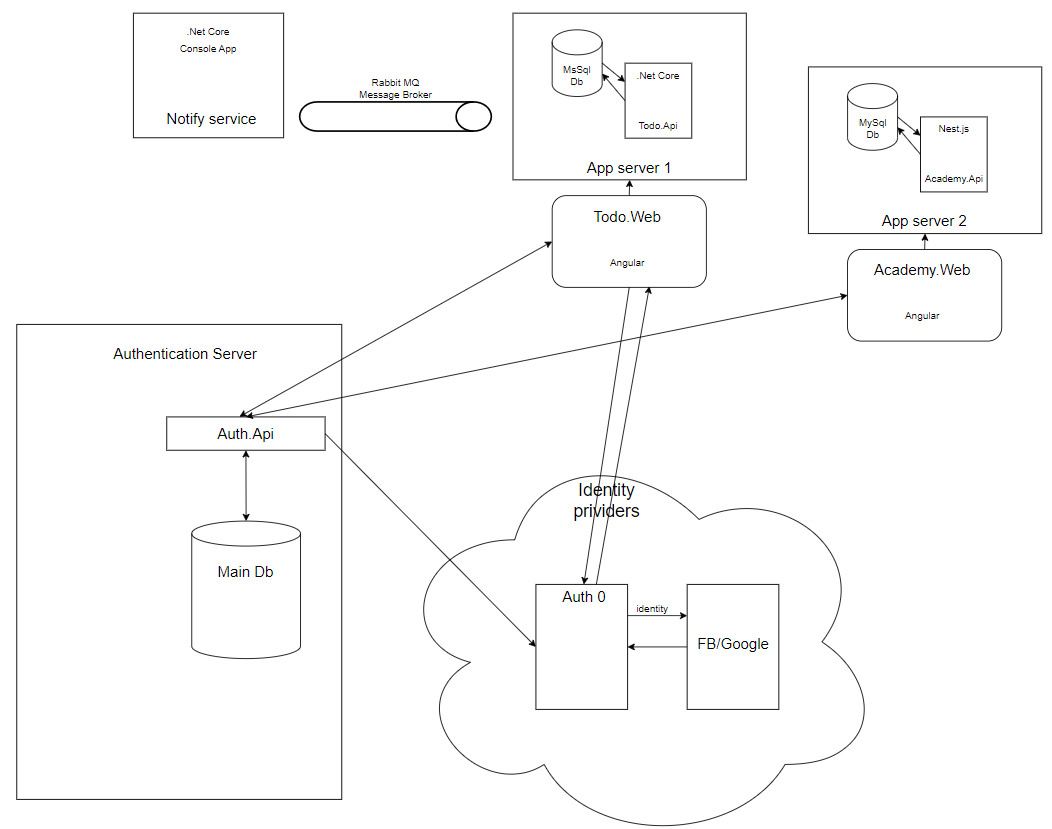 .Net Core
Console App
Notify service
Rabbit MQ
Message Broker
MsSql
Db
.Net Core
Todo.Api
App server 1
MySql
Db
Nest.js
Academy.Api
App server 2
Todo.Web
Angular
Academy.Web
Angular
Authentication Server
Auth.Api
Main Db
Identity
prividers
Auth 0
identity
FB/Google